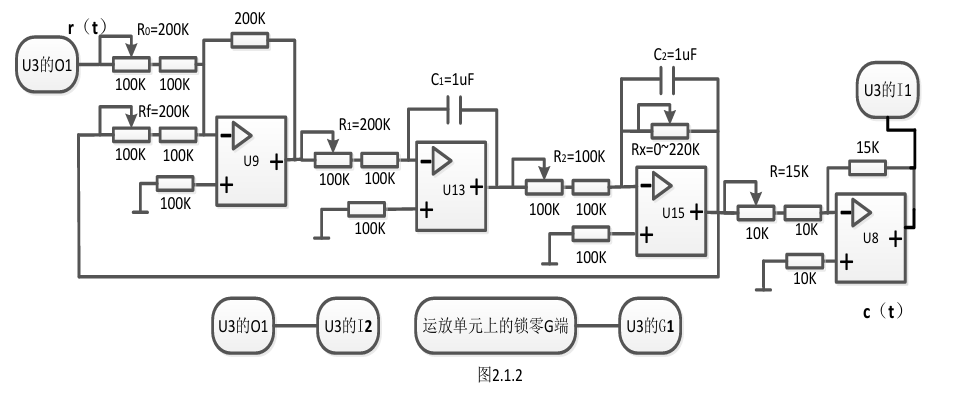 r（t）
R₀=200K
200K
U3的O1
100K
100K
Rf=200K
100K
100K
U9
100K
C₁=1uF
R₁=200K
100K
100K
U13
100K
C₂=1uF
Rx=0~220K
R₂=100K
100K
100K
U15
100K
U3的I1
15K
R=15K
10K
10K
U8
10K
c（t）
U3的O1
U3的I2
运放单元上的锁零G端
U3的G1
图2.1.2